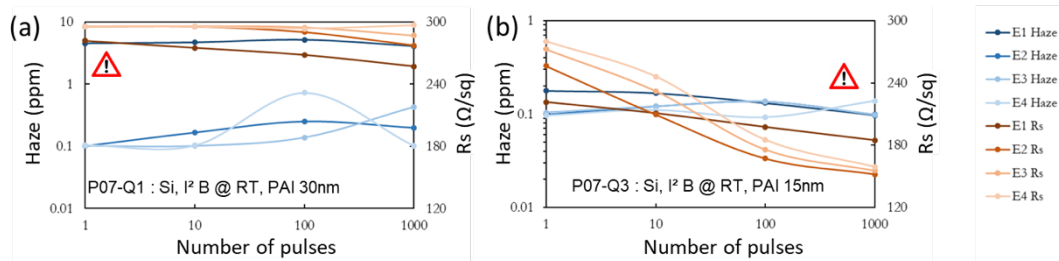 (a)
10
1
0.1
0.01
Haze (ppm)
300
240
180
120
Rs (Ω/sq)
P07-Q1 : Si, I² B @ RT, PAI 30nm
1
10
100
1000
Number of pulses
(b)
1
0.1
0.01
Haze (ppm)
300
240
180
120
Rs (Ω/sq)
P07-Q3 : Si, I² B @ RT, PAI 15nm
1
10
100
1000
Number of pulses
E1 Haze
E2 Haze
E3 Haze
E4 Haze
E1 Rs
E2 Rs
E3 Rs
E4 Rs